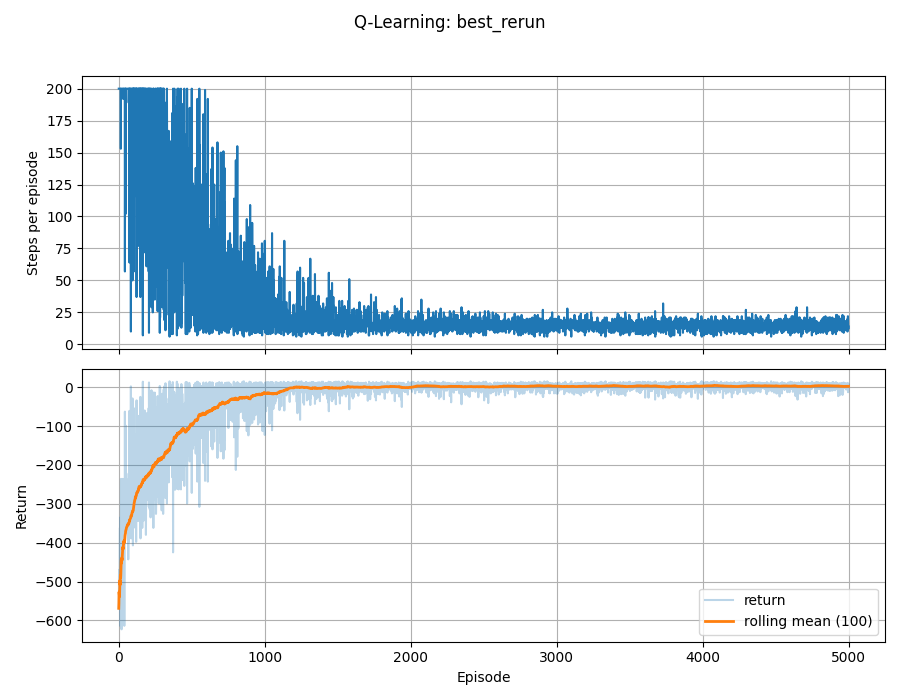 Q-Learning: best_rerun
200
175
150
125
100
75
50
25
0
Steps per episode
0
−100
−200
−300
−400
−500
−600
Return
return
rolling mean (100)
0 1000 2000 3000 4000 5000
Episode